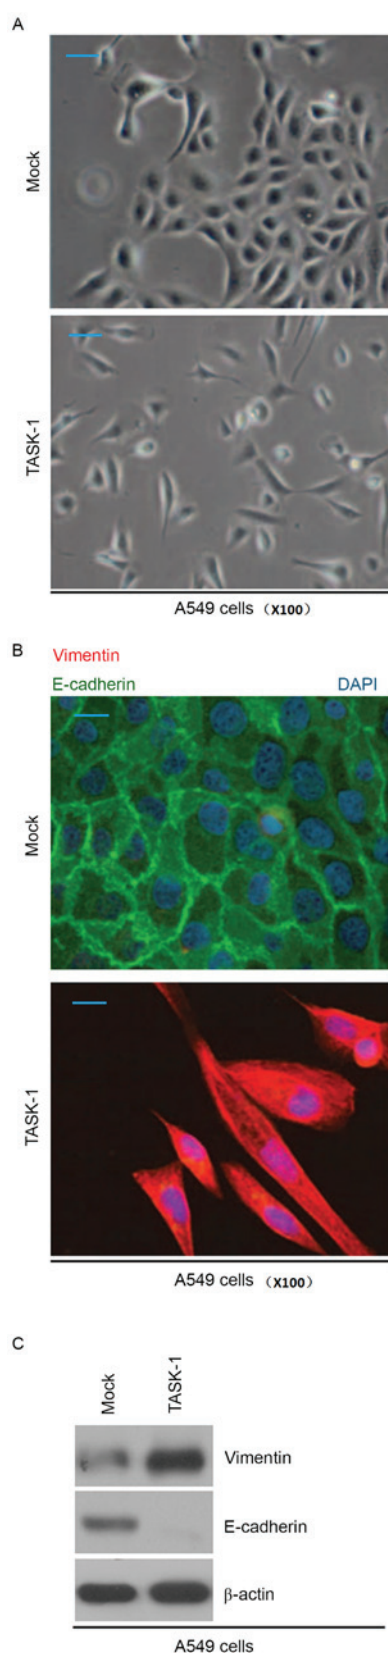 A
Mock
TASK-1
A549 cells (X100)
B
Vimentin
E-cadherin DAPI
Mock
TASK-1
A549 cells (X100)
C
Mock TASK-1
Vimentin
E-cadherin
β-actin
A549 cells